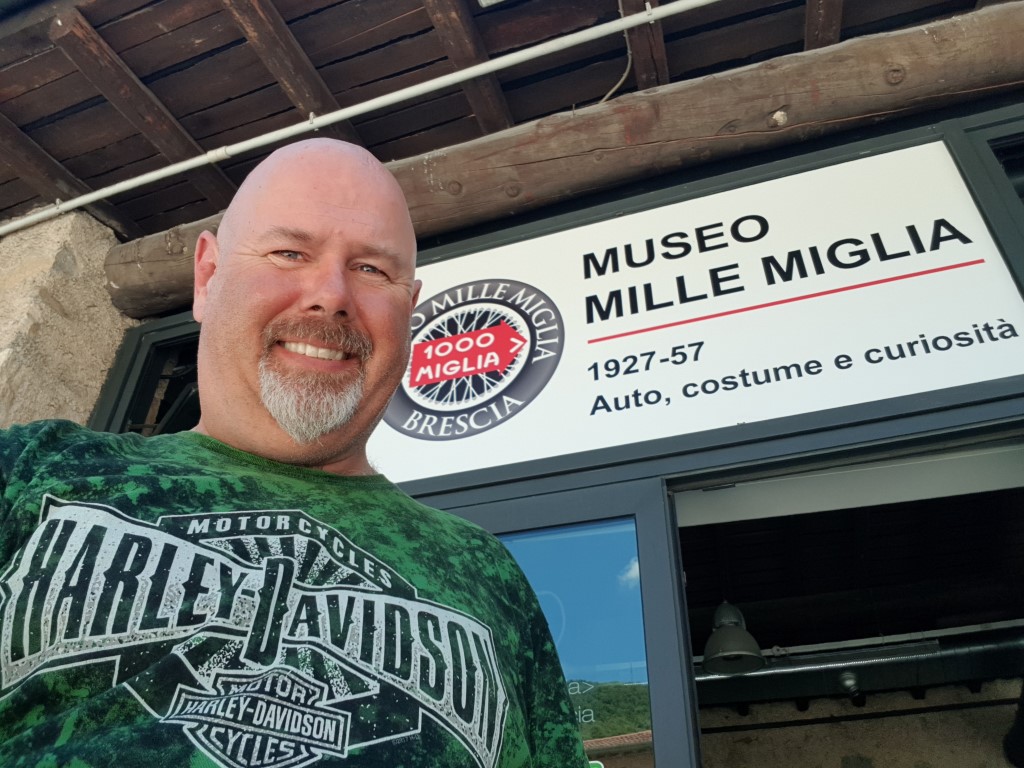 MUSEO
MILLE MIGLIA
1927-57
Auto, costume e curiosità
MILLE MIGLIA
1000
MIGLIA
BRESCIA
MOTORCYCLES
HARLEY-DAVIDSON
MOTOR
HARLEY-DAVIDSON
CYCLES